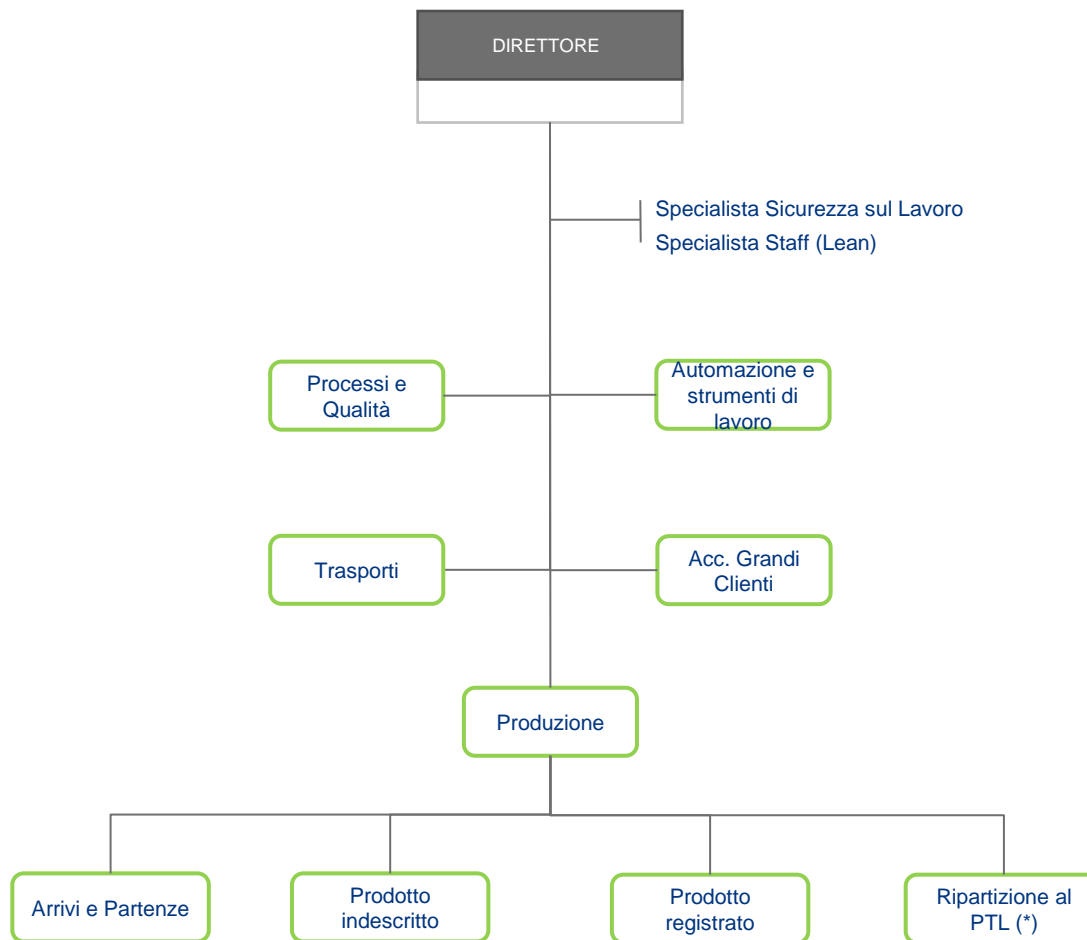 DIRETTORE
Specialista Sicurezza sul Lavoro
Specialista Staff (Lean)
Processi e
Qualità
Automazione e
strumenti di
lavoro
Trasporti
Acc. Grandi
Clienti
Produzione
Arrivi e Partenze
Prodotto
indescritto
Prodotto
registrato
Ripartizione al
PTL (*)